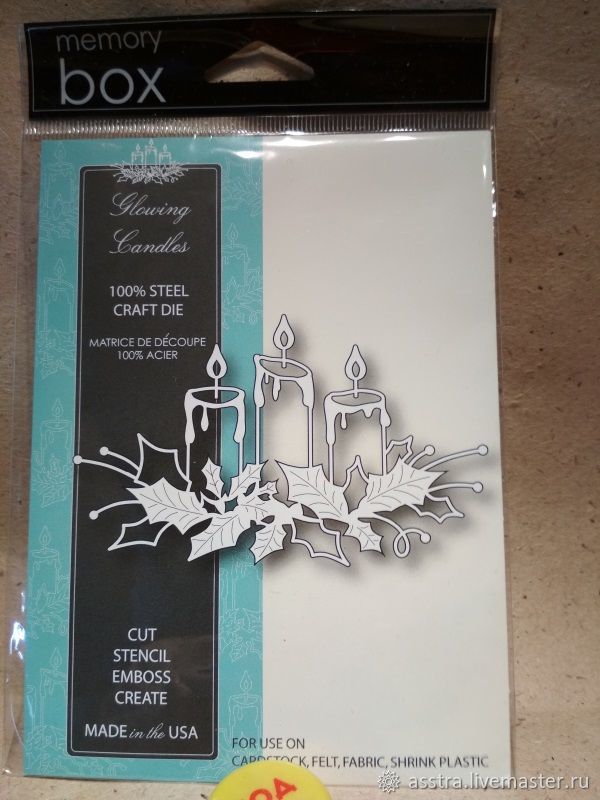 memory
box
Glowing
Candles
100% STEEL
CRAFT DIE
MATRICE DE DÉCOUPE
100% ACIER
CUT
STENCIL
EMBOSS
CREATE
MADE in the USA
FOR USE ON
CARDSTOCK, FELT, FABRIC, SHRINK PLASTIC
asstra.livemaster.ru